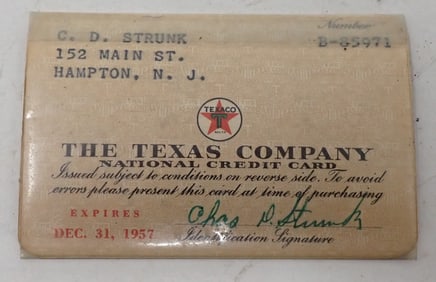 Number
C. D. STRUNK B-85971
152 MAIN ST.
HAMPTON, N. J.
TEXACO
T
THE TEXAS COMPANY
NATIONAL CREDIT CARD
Issued subject to conditions on reverse side. To avoid
errors please present this card at time of purchasing
EXPIRES
DEC. 31, 1957
Chas D. Strunk
Identification Signature